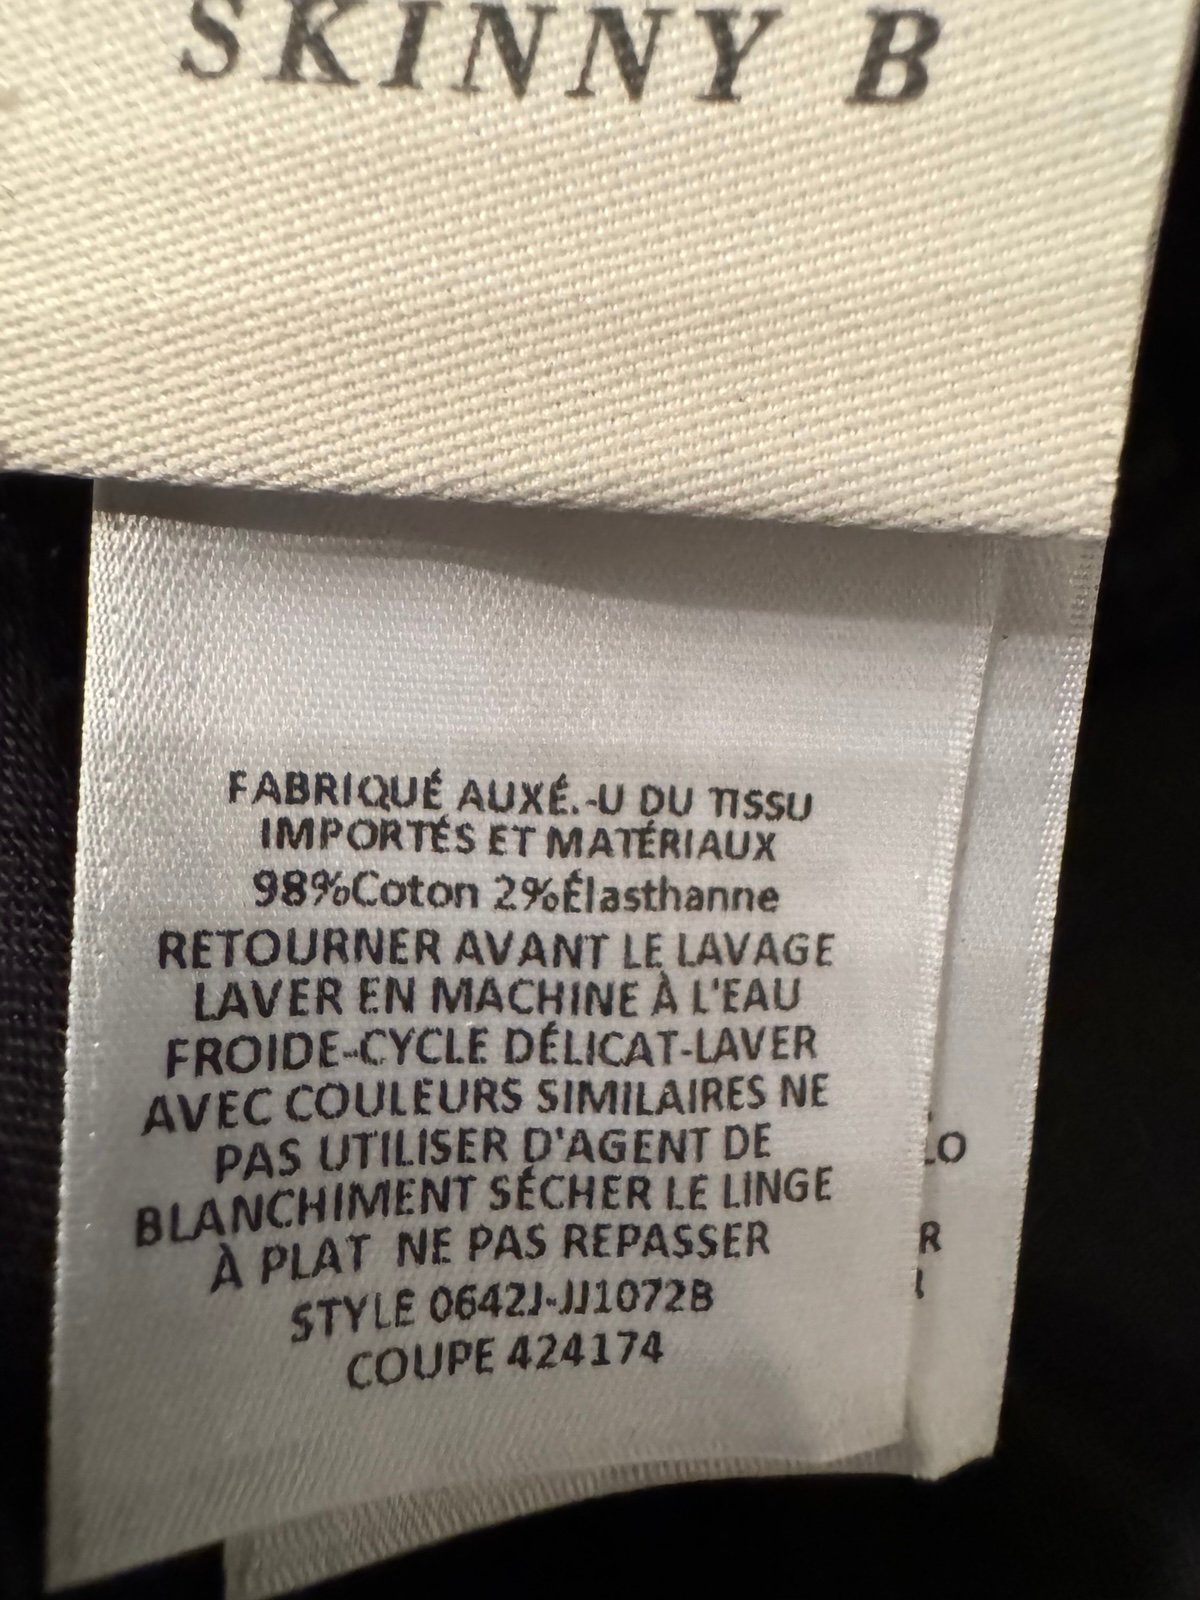 SKINNY B
FABRIQUÉ AUXÉ.-U DU TISSU
IMPORTÉS ET MATÉRIAUX
98%Coton 2%Élasthanne
RETOURNER AVANT LE LAVAGE
LAVER EN MACHINE À L'EAU
FROIDE-CYCLE DÉLICAT-LAVER
AVEC COULEURS SIMILAIRES NE
PAS UTILISER D'AGENT DE
BLANCHIMENT SÉCHER LE LINGE
À PLAT NE PAS REPASSER
STYLE 0642J-JJ1072B
COUPE 424174
LO
R